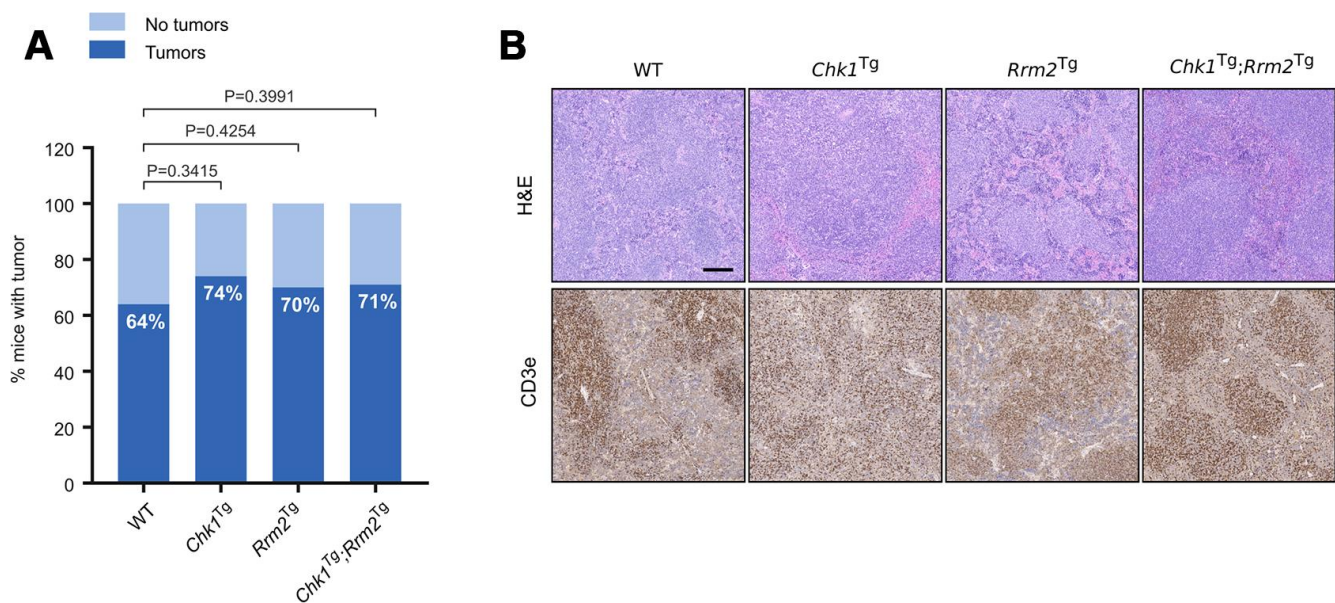 A
No tumors
Tumors
P=0.3991
P=0.4254
P=0.3415
% mice with tumor
120
100
80
60
40
20
0
64%
74%
70%
71%
WT
Chk1Tg
Rrm2Tg
Chk1Tg;Rrm2Tg
B
WT
Chk1Tg
Rrm2Tg
Chk1Tg;Rrm2Tg
H&E
CD3e